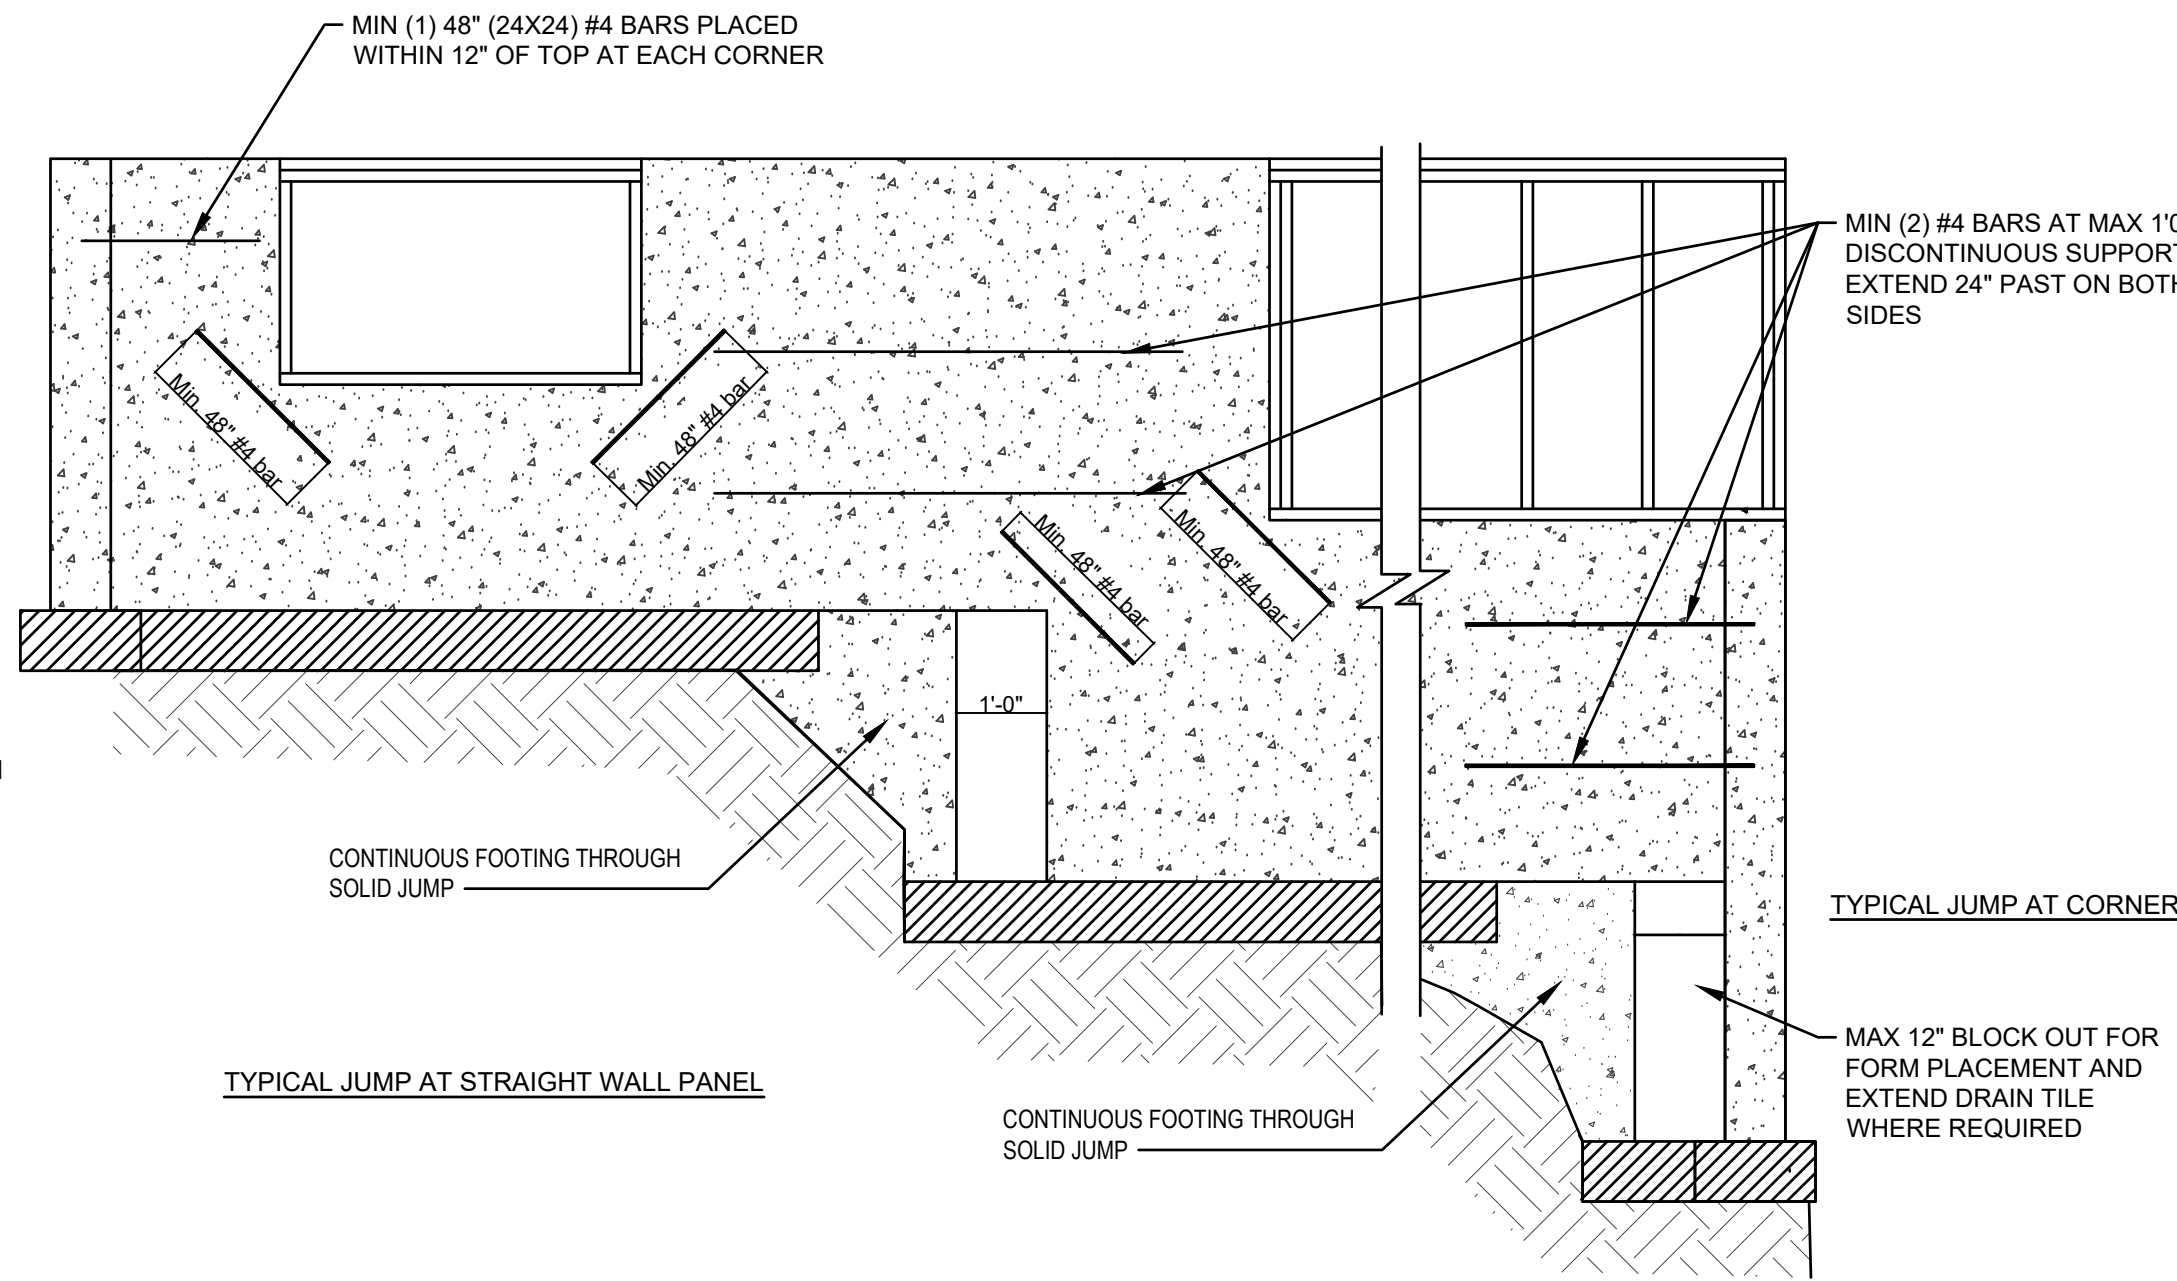 MIN (1) 48" (24X24) #4 BARS PLACED
WITHIN 12" OF TOP AT EACH CORNER
MIN (2) #4 BARS AT MAX 1'0
DISCONTINUOUS SUPPORT
EXTEND 24" PAST ON BOTH
SIDES
Min. 48" #4 bar
Min. 48" #4 bar
Min. 48" #4 bar
Min. 48" #4 bar
1'-0"
CONTINUOUS FOOTING THROUGH
SOLID JUMP
TYPICAL JUMP AT CORNER
MAX 12" BLOCK OUT FOR
FORM PLACEMENT AND
EXTEND DRAIN TILE
WHERE REQUIRED
TYPICAL JUMP AT STRAIGHT WALL PANEL
CONTINUOUS FOOTING THROUGH
SOLID JUMP